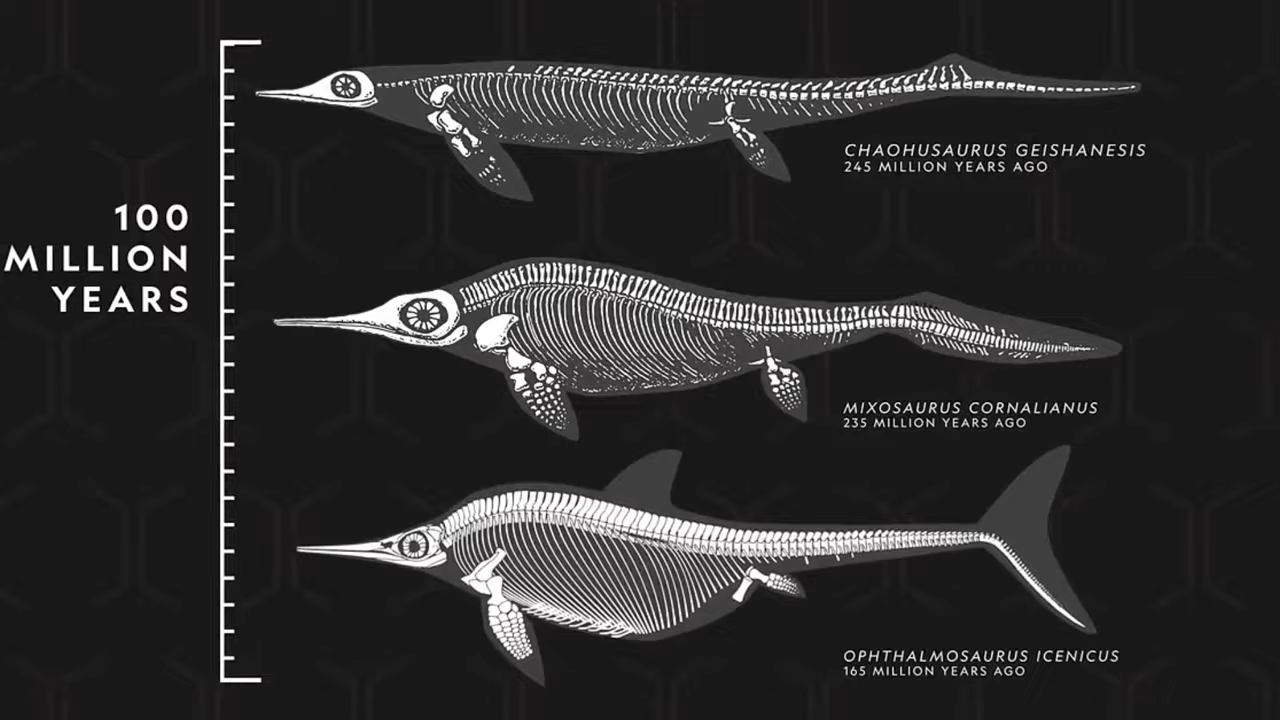 100
MILLION
YEARS
CHAOHUSAURUS GEISHANESIS
245 MILLION YEARS AGO
MIXOSAURUS CORNALIANUS
235 MILLION YEARS AGO
OPHTHALMOSAURUS ICENICUS
165 MILLION YEARS AGO